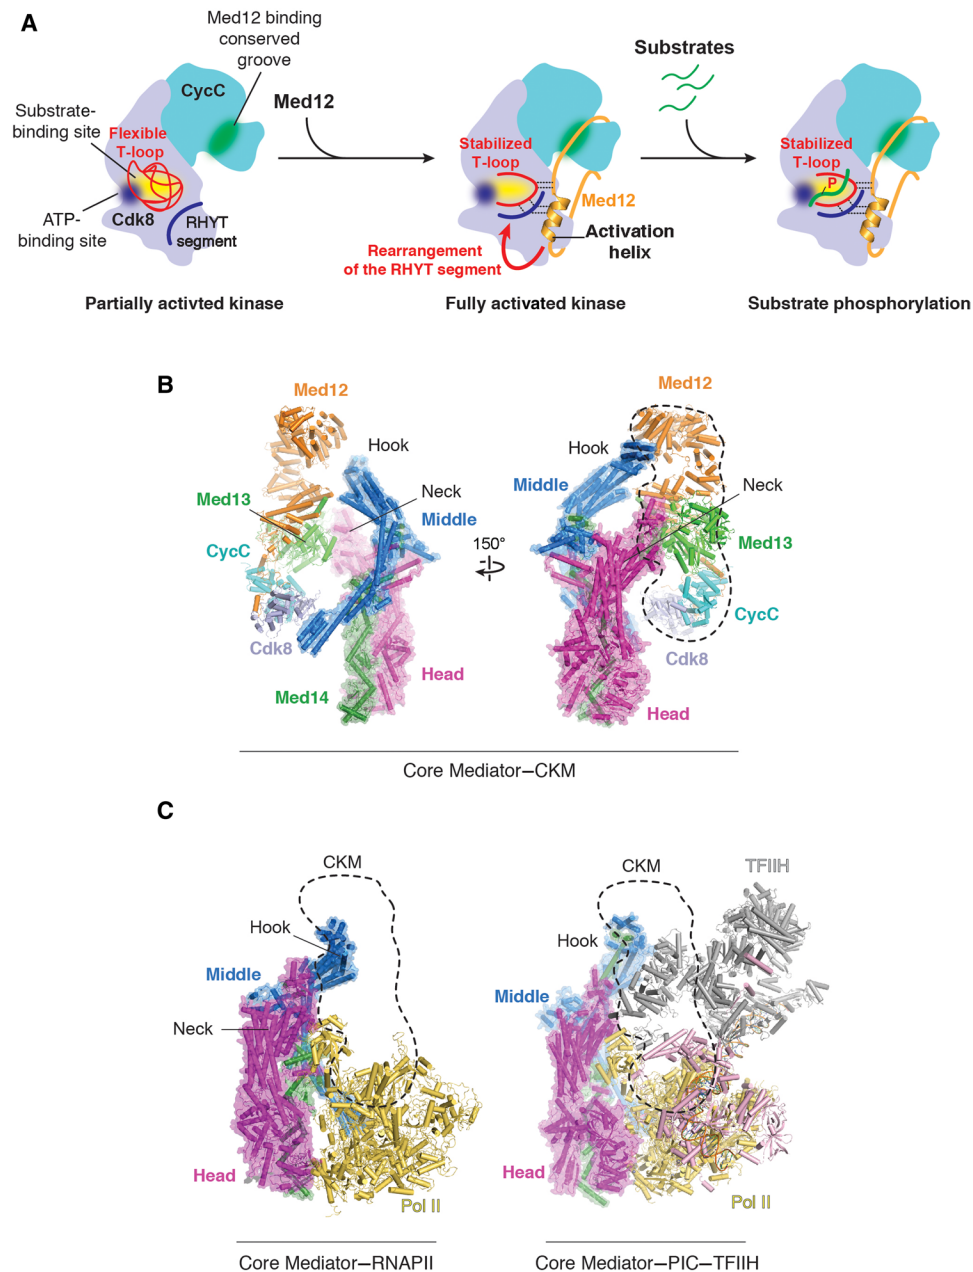 A
Med12 binding
conserved
groove
CycC
Med12
Substrate-
binding site
Flexible
T-loop
ATP-
binding site
Cdk8
RHYT
segment
Partially activted kinase
Stabilized
T-loop
Med12
Activation
helix
Rearrangement
of the RHYT segment
Fully activated kinase
Substrates
Stabilized
T-loop
P
Substrate phosphorylation
B
Med12
Hook
Neck
Med13
Middle
CycC
Cdk8
Head
Med14
150°
Med12
Hook
Middle
Neck
Med13
CycC
Cdk8
Head
Core Mediator–CKM
C
CKM
Hook
Middle
Neck
Head
Pol II
Core Mediator–RNAPII
CKM
TFIIH
Hook
Middle
Head
Pol II
Core Mediator–PIC–TFIIH